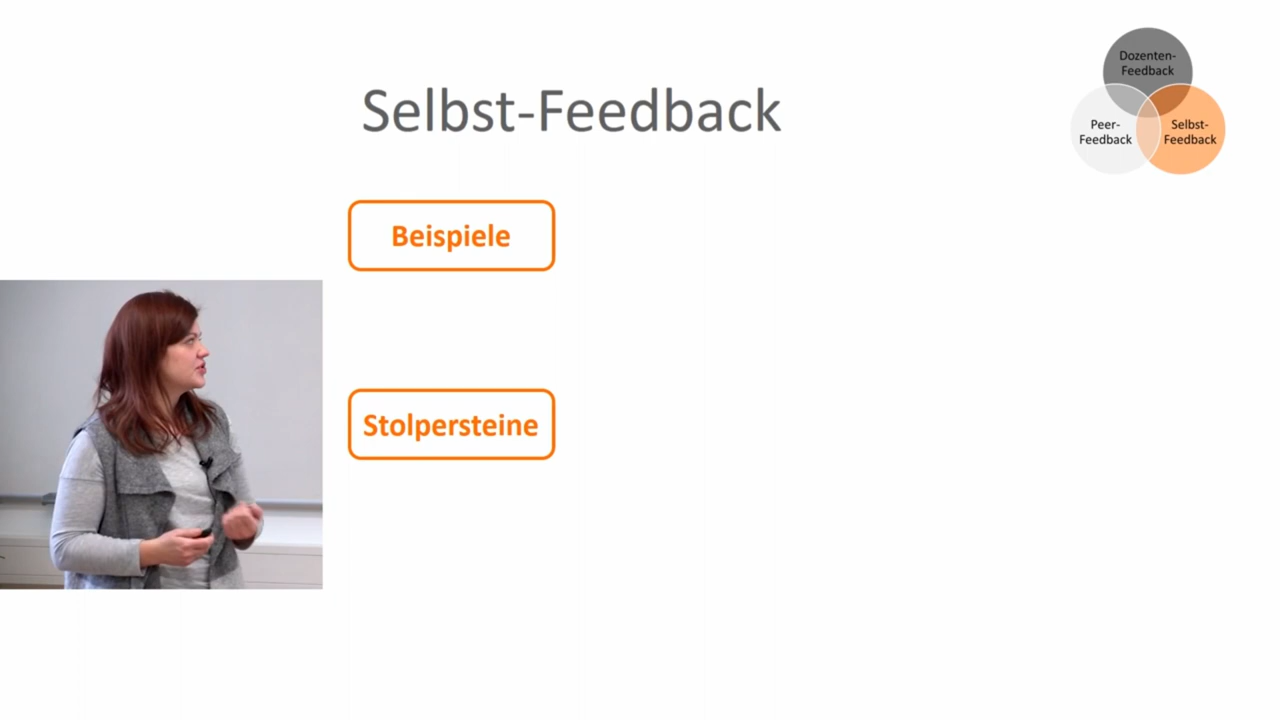 Selbst-Feedback
Dozenten-
Feedback
Peer-
Feedback
Selbst-
Feedback
Beispiele
Stolpersteine